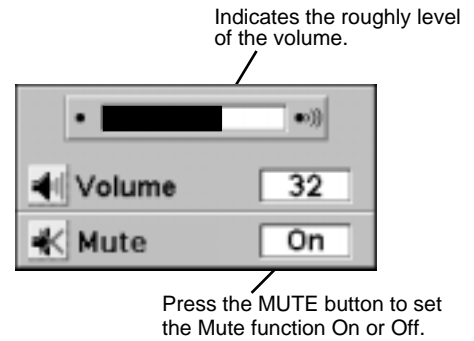 Indicates the roughly level
of the volume.
Volume 32
Mute On
Press the MUTE button to set
the Mute function On or Off.